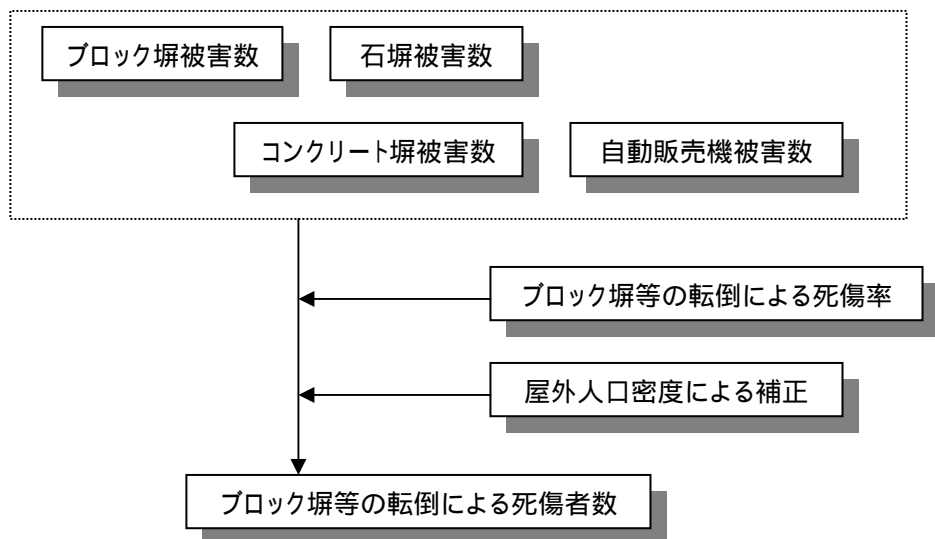 ブロック塀被害数
石塀被害数
コンクリート塀被害数
自動販売機被害数
ブロック塀等の転倒による死傷率
屋外人口密度による補正
ブロック塀等の転倒による死傷者数